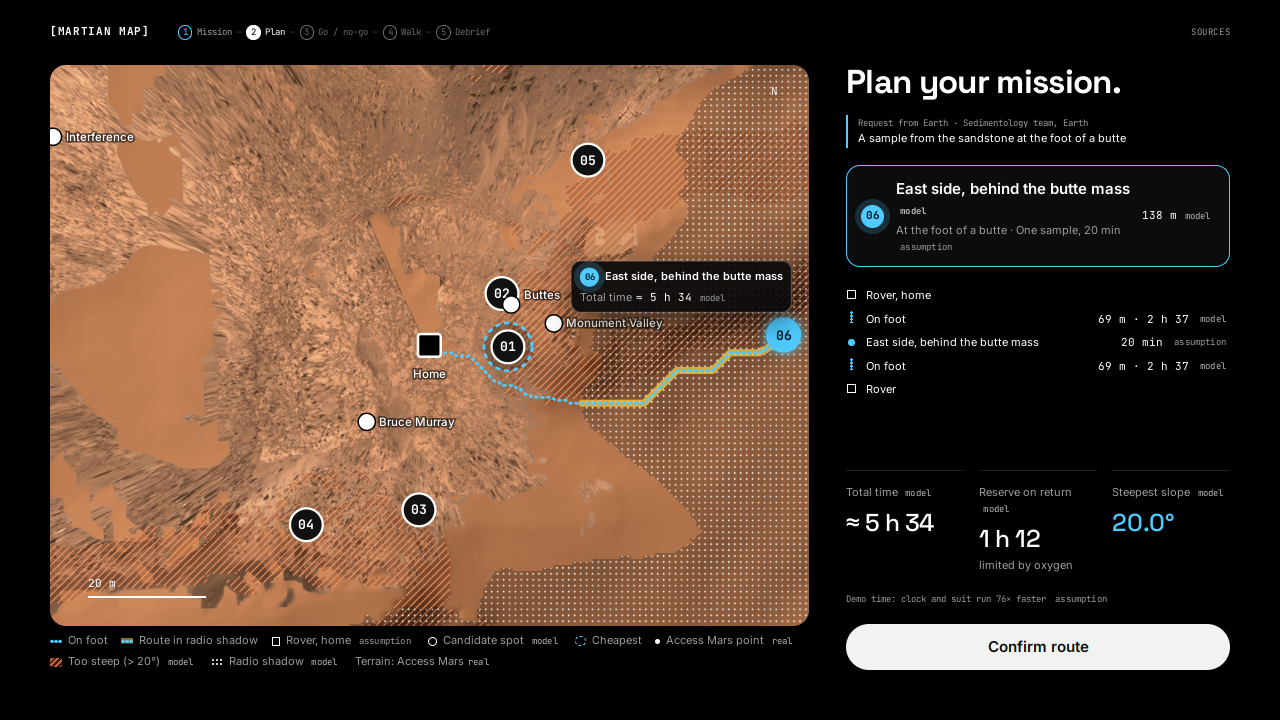 [MARTIAN MAP]
1 Mission – 2 Plan – 3 Go / no-go – 4 Walk – 5 Debrief
SOURCES
N
Interference
05
02
Buttes
06 East side, behind the butte mass
Total time ≈ 5 h 34 model
Monument Valley
01
06
Home
Bruce Murray
03
04
20 m
On foot
Route in radio shadow
Rover, home assumption
Candidate spot model
Cheapest
Access Mars point real
Too steep (> 20°) model
Radio shadow model
Terrain: Access Mars real
Plan your mission.
Request from Earth · Sedimentology team, Earth
A sample from the sandstone at the foot of a butte
06
East side, behind the butte mass
model
At the foot of a butte · One sample, 20 min
assumption
138 m model
Rover, home
On foot 69 m · 2 h 37 model
East side, behind the butte mass 20 min assumption
On foot 69 m · 2 h 37 model
Rover
Total time model
≈ 5 h 34
Reserve on return
model
1 h 12
limited by oxygen
Steepest slope model
20.0°
Demo time: clock and suit run 76× faster assumption
Confirm route